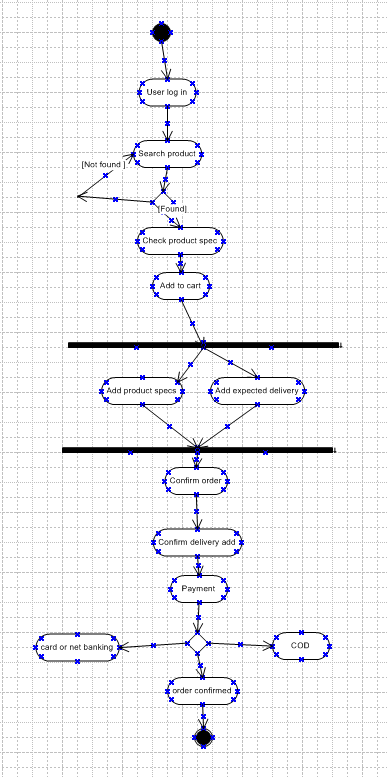 User log in
Search product
[Not found ]
[Found]
Check product spec
Add to cart
Add product specs
Add expected delivery
Confirm order
Confirm delivery add
Payment
card or net banking
COD
order confirmed